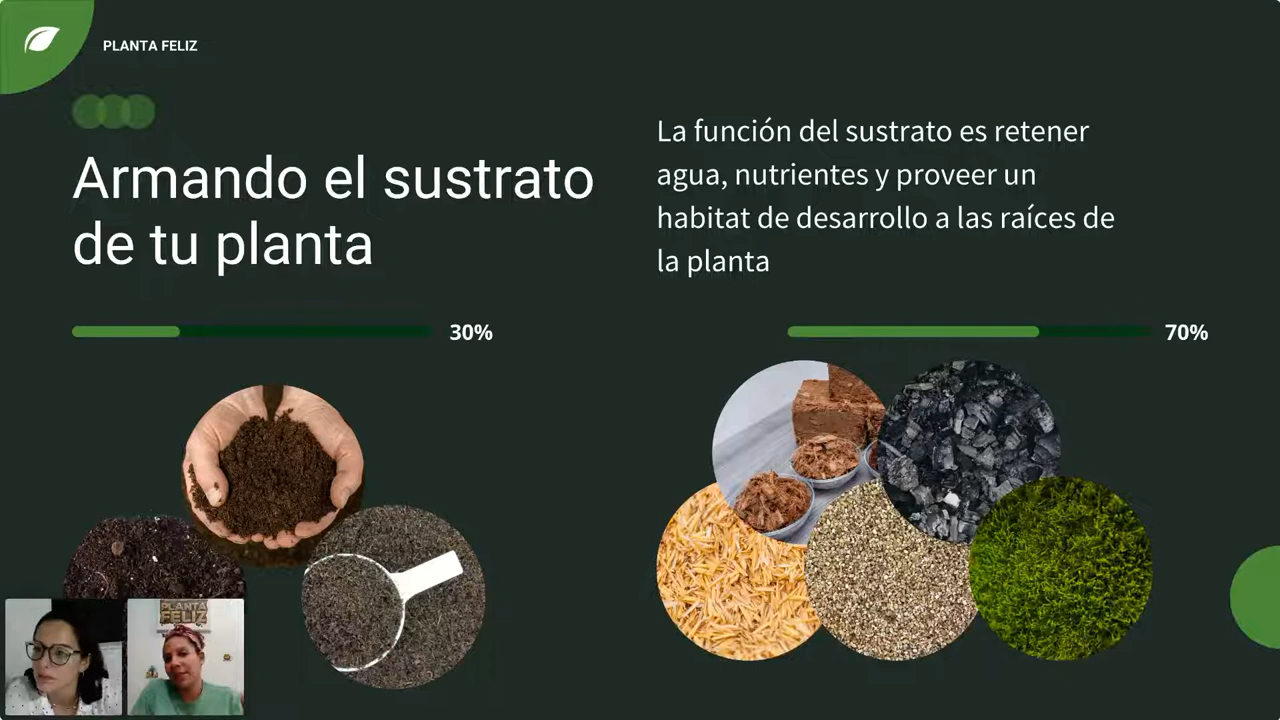 PLANTA FELIZ
Armando el sustrato
de tu planta
La función del sustrato es retener
agua, nutrientes y proveer un
habitat de desarrollo a las raíces de
la planta
30%
70%
PLANTA
FELIZ